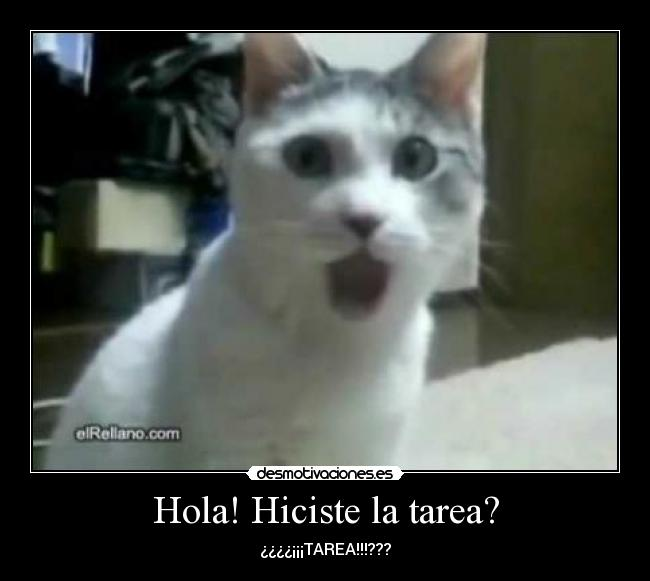 elRellano.com
desmotivaciones.es
Hola! Hiciste la tarea?
¿¿¿¿¡¡¡TAREA!!!???